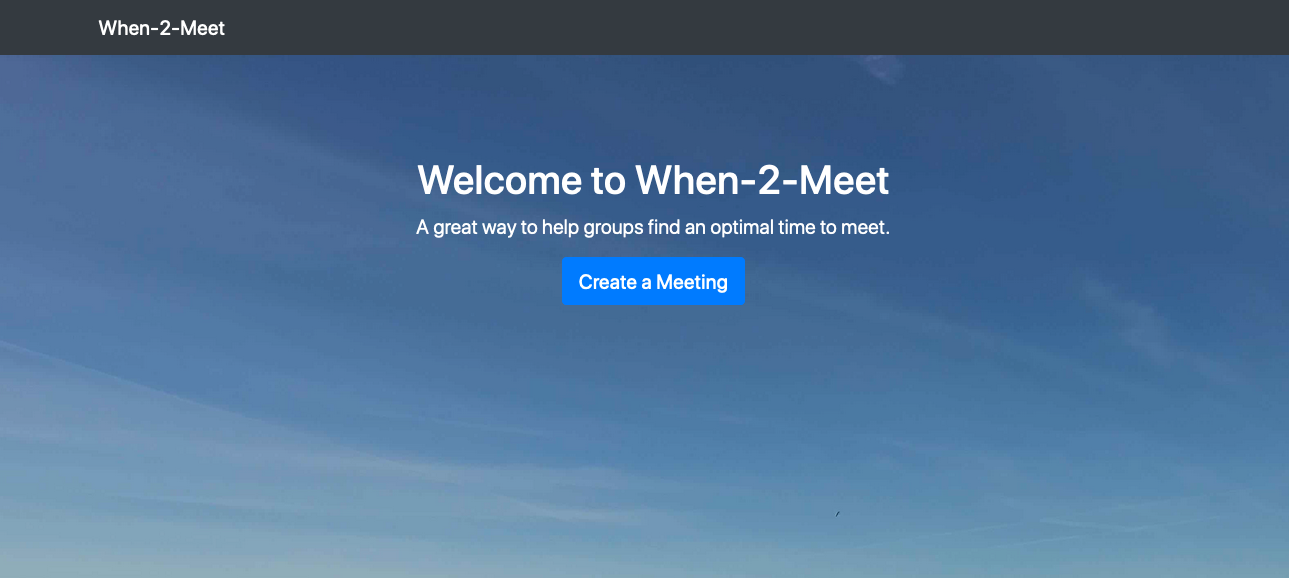 When-2-Meet
Welcome to When-2-Meet
A great way to help groups find an optimal time to meet.
Create a Meeting